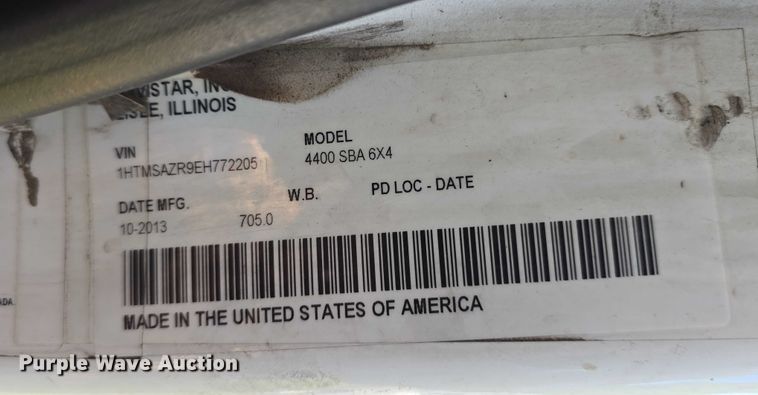 LISLE, ILLINOIS
VIN
1HTMSAZR9EH772205
MODEL
4400 SBA 6X4
DATE MFG.
10-2013
705.0
W.B.
PD LOC - DATE
MADE IN THE UNITED STATES OF AMERICA
Purple Wave Auction